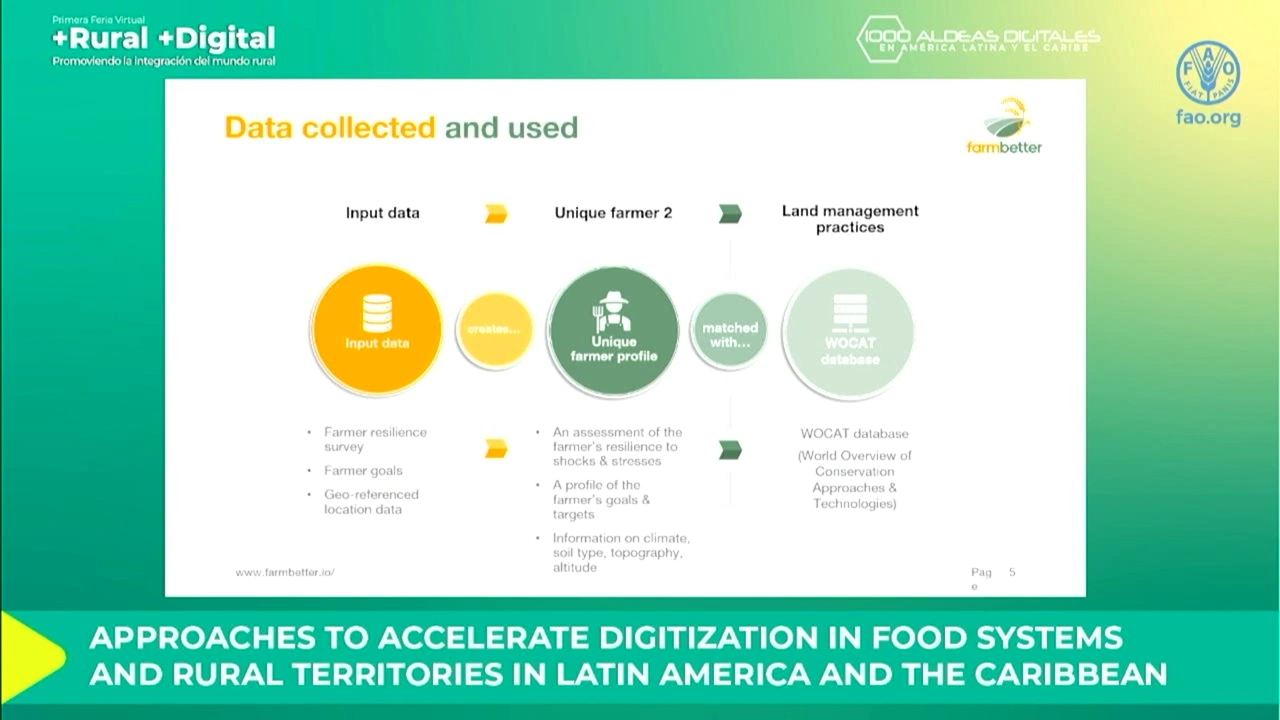 Primera Feria Virtual
+Rural +Digital
Promoviendo la integración del mundo rural
1000 ALDEAS DIGITALES
EN AMÉRICA LATINA Y EL CARIBE
F A O
FIAT PANIS
fao.org
Data collected and used
farmbetter
Input data
Unique farmer 2
Land management
practices
Input data
creates...
Unique
farmer profile
matched
with...
WOCAT
database
• Farmer resilience
survey
• Farmer goals
• Geo-referenced
location data
• An assessment of the
farmer's resilience to
shocks & stresses
• A profile of the
farmer's goals &
targets
• Information on climate,
soil type, topography,
altitude
WOCAT database
(World Overview of
Conservation
Approaches &
Technologies)
www.farmbetter.io/
Pag 5
e
APPROACHES TO ACCELERATE DIGITIZATION IN FOOD SYSTEMS
AND RURAL TERRITORIES IN LATIN AMERICA AND THE CARIBBEAN